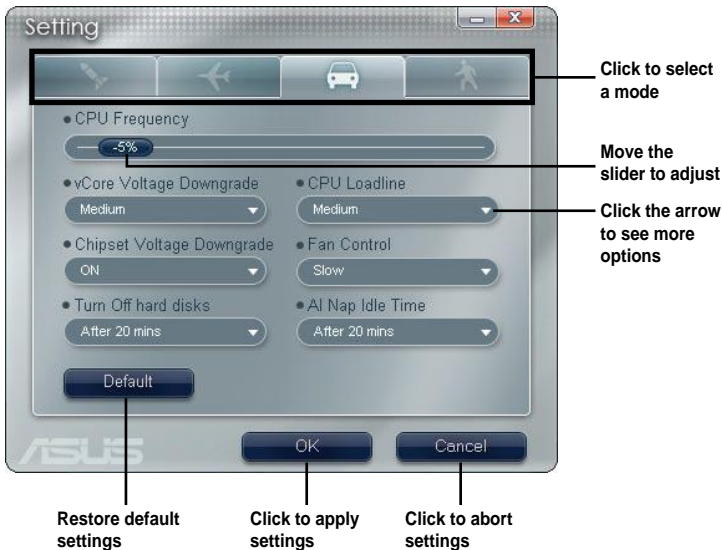 Setting
Click to select
a mode
CPU Frequency
-5%
Move the
slider to adjust
vCore Voltage Downgrade
CPU Loadline
Medium
Medium
Click the arrow
to see more
options
Chipset Voltage Downgrade
Fan Control
ON
Slow
Turn Off hard disks
AI Nap Idle Time
After 20 mins
After 20 mins
Default
ASUS
OK
Cancel
Restore default
settings
Click to apply
settings
Click to abort
settings